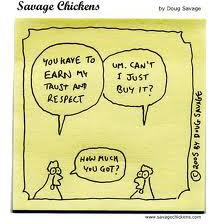 Savage Chickens
by Doug Savage
YOU HAVE TO
EARN MY
TRUST AND
RESPECT
UM. CAN'T
I JUST
BUY IT?
HOW MUCH
YOU GOT?
© 2005 BY DOUG SAVAGE
www.savagechickens.com